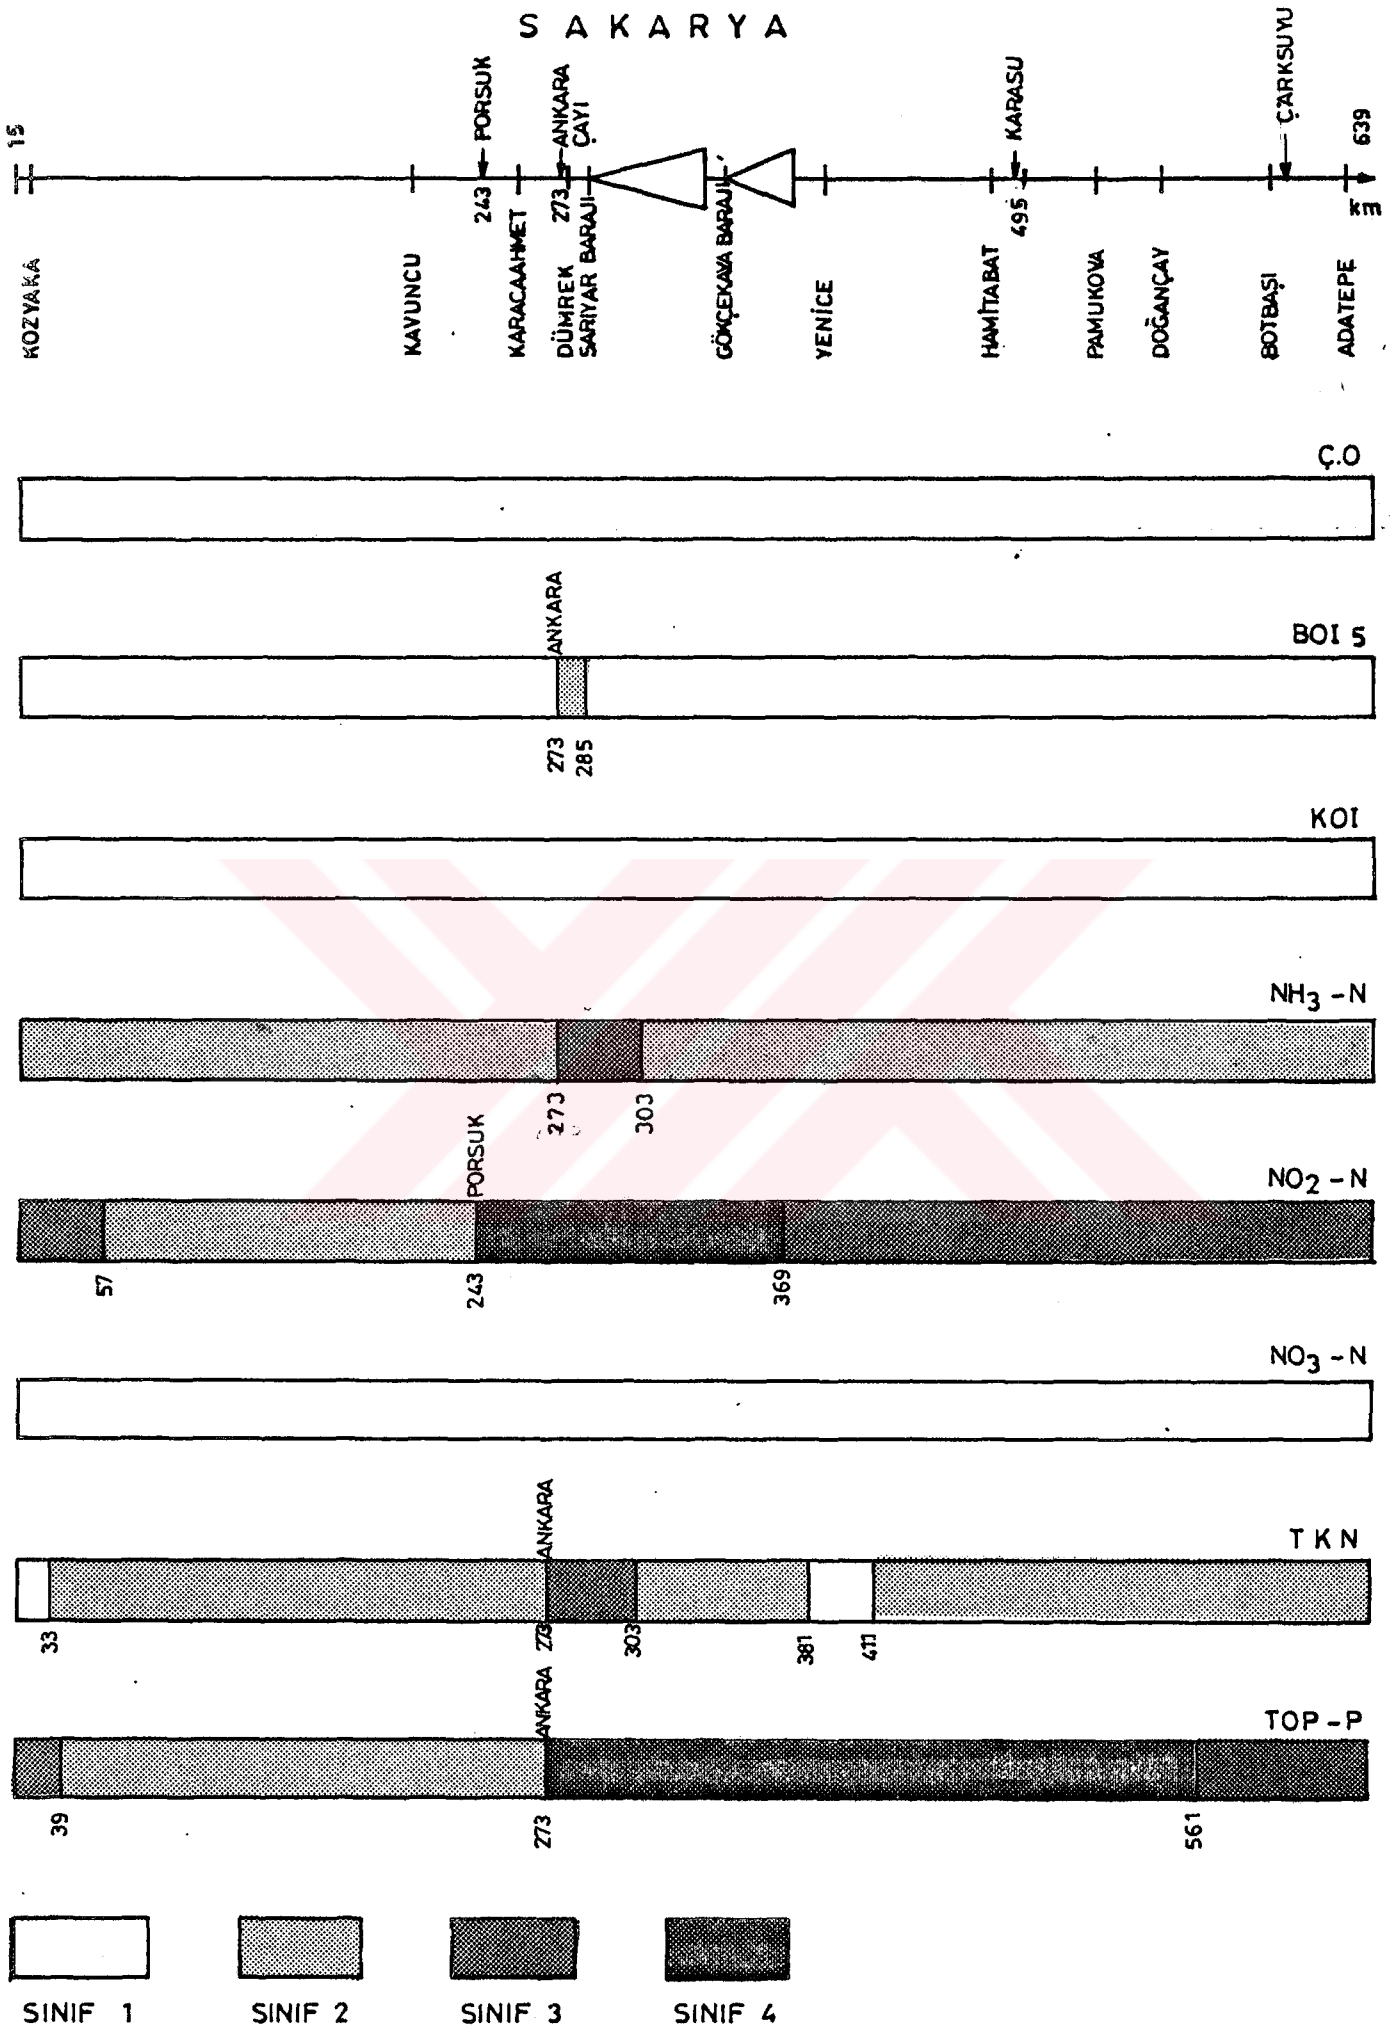 SAKARYA
15
PORSUK
243
ANKARA
ÇAYI
273
KARASU
495
ÇARKSUYU
639
km
KOZYAKA
KAVUNCU
KARACAAHMET
DÜMREK
SARIYAR BARAJI
GÖKÇEKAYA BARAJI
YENİCE
HAMİTABAT
PAMUKOVA
DOĞANÇAY
BOTBAŞI
ADATEPE
Ç.O
BOI 5
ANKARA
273
285
KOI
NH3-N
273
303
NO2-N
PORSUK
57
243
369
NO3-N
TKN
ANKARA
33
273
303
381
411
TOP-P
ANKARA
39
273
561
SINIF 1
SINIF 2
SINIF 3
SINIF 4